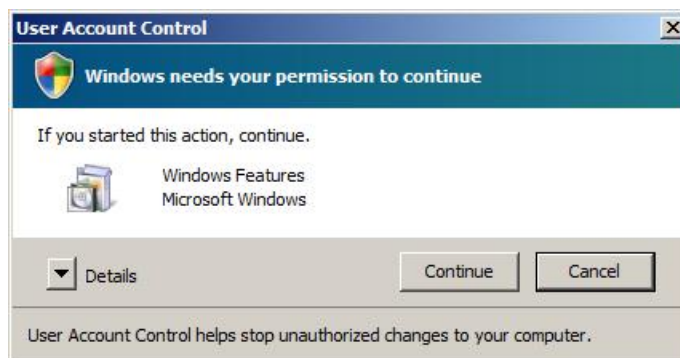 User Account Control
Windows needs your permission to continue
If you started this action, continue.
Windows Features
Microsoft Windows
Details
Continue
Cancel
User Account Control helps stop unauthorized changes to your computer.